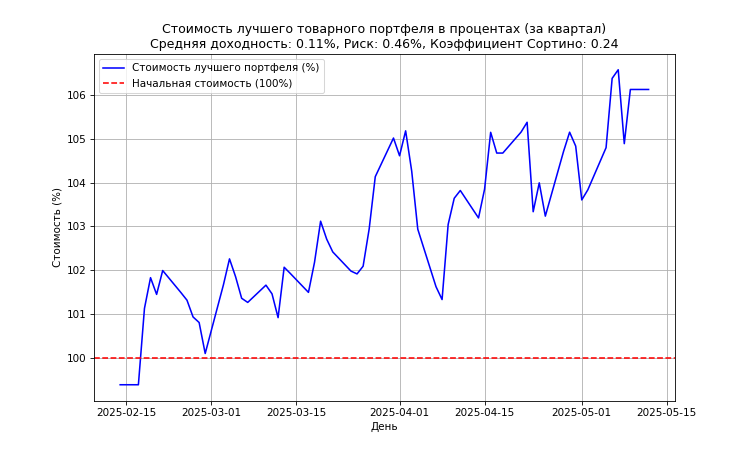 Стоимость лучшего товарного портфеля в процентах (за квартал)
Средняя доходность: 0.11%, Риск: 0.46%, Коэффициент Сортино: 0.24
Стоимость лучшего портфеля (%)
Начальная стоимость (100%)
Стоимость (%)
106
105
104
103
102
101
100
2025-02-15
2025-03-01
2025-03-15
2025-04-01
2025-04-15
2025-05-01
2025-05-15
День